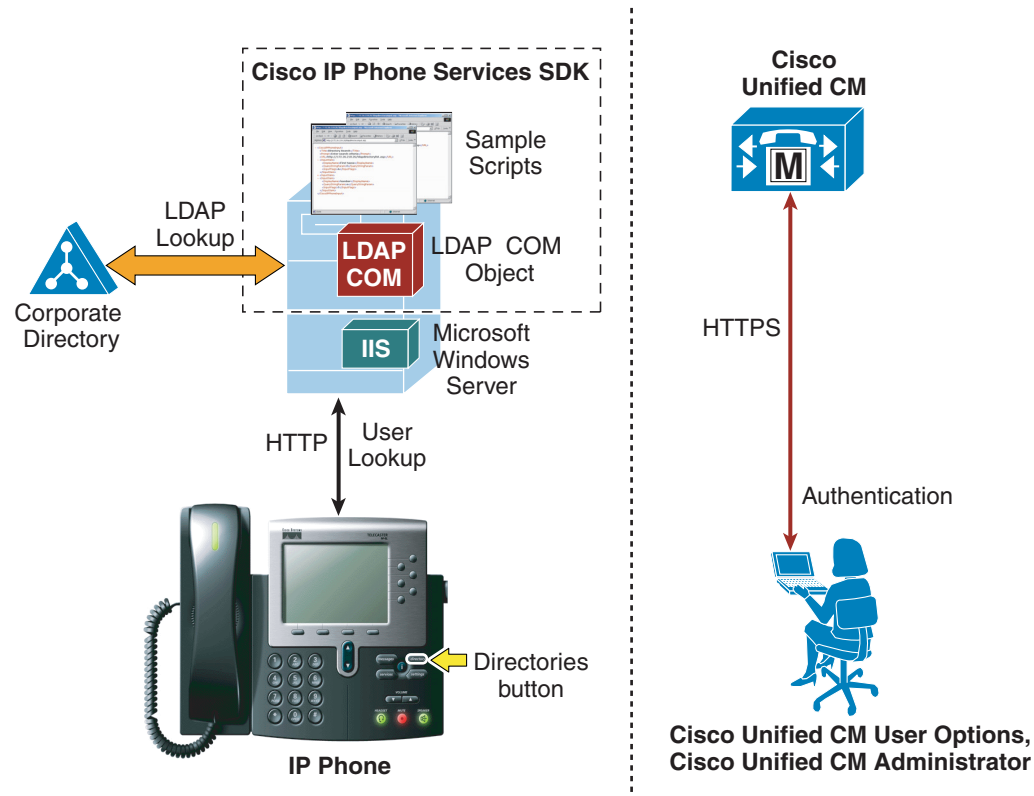 Cisco IP Phone Services SDK
Sample
Scripts
LDAP
Lookup
LDAP
COM
LDAP COM
Object
Corporate
Directory
IIS
Microsoft
Windows
Server
HTTP
User
Lookup
Directories
button
IP Phone
Cisco
Unified CM
M
HTTPS
Authentication
Cisco Unified CM User Options,
Cisco Unified CM Administrator